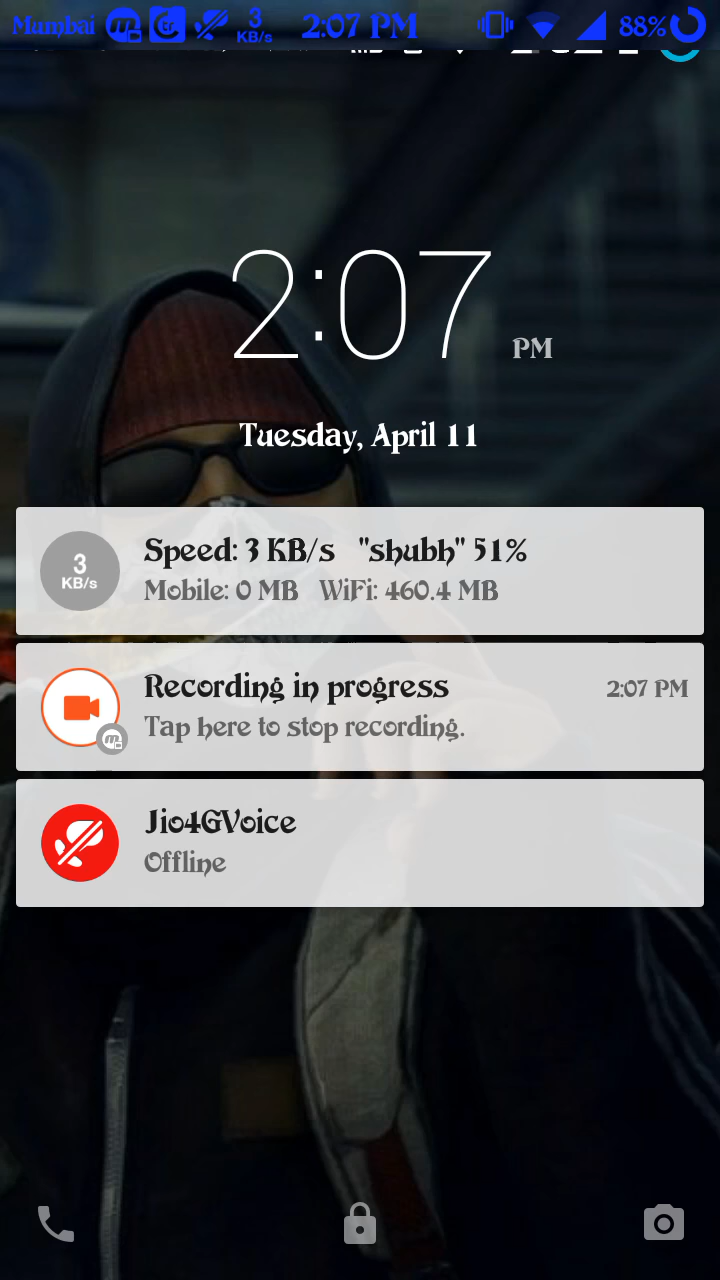 Mumbai 3 KB/s 2:07 PM 88%
2:07 PM
Tuesday, April 11
3 KB/s
Speed: 3 KB/s "shubh" 51%
Mobile: 0 MB WiFi: 460.4 MB
Recording in progress 2:07 PM
Tap here to stop recording.
Jio4GVoice
Offline